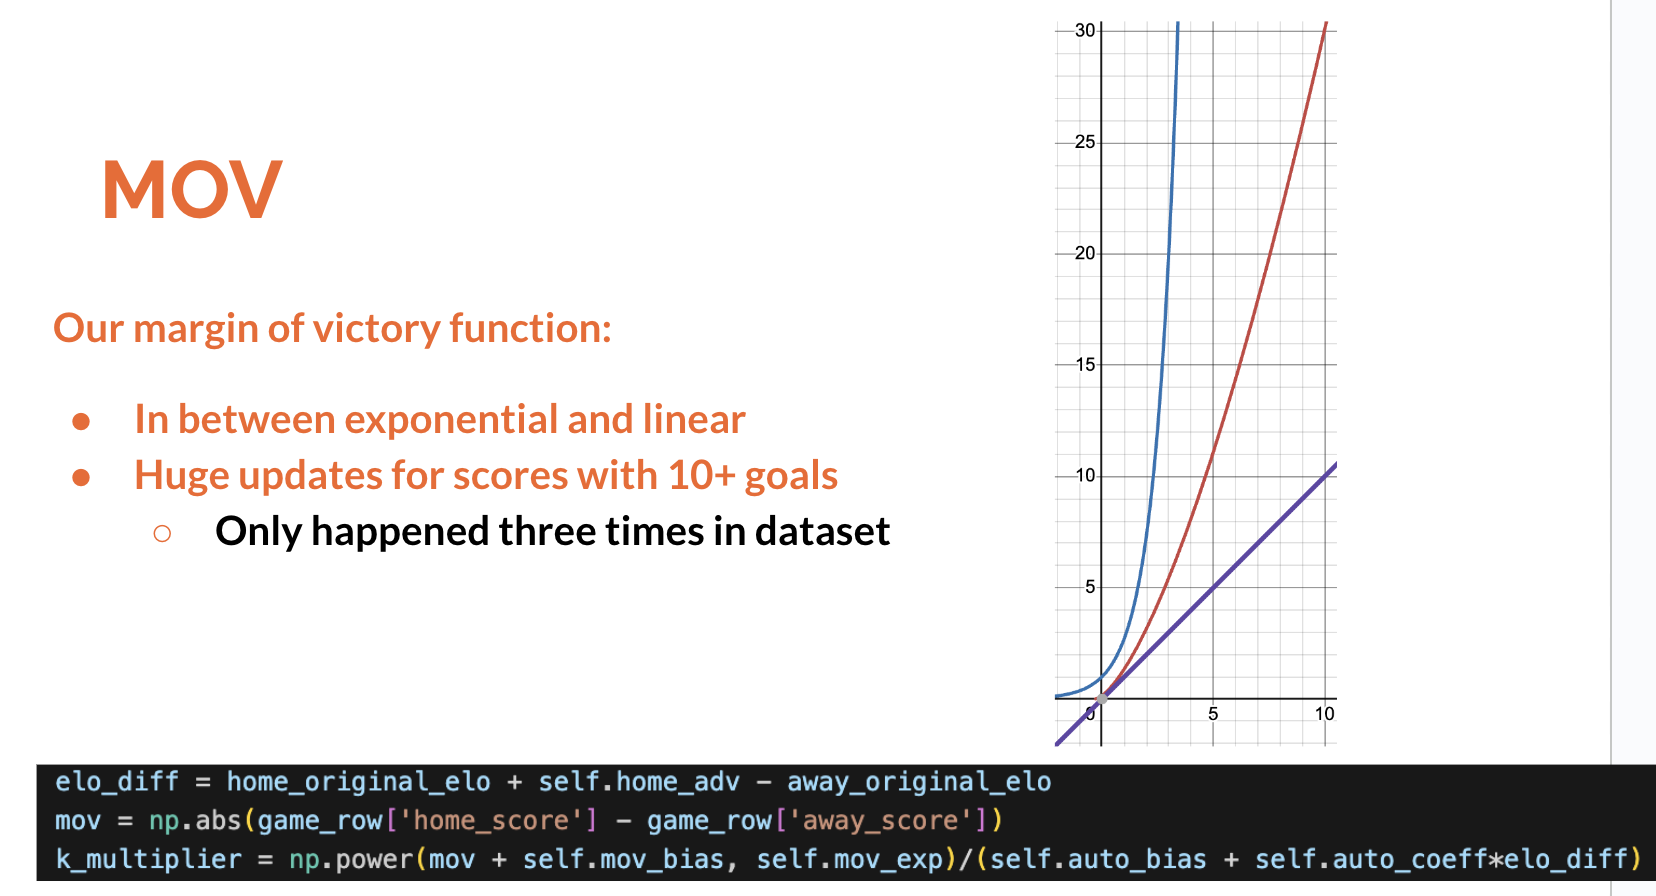 MOV
Our margin of victory function:
● In between exponential and linear
● Huge updates for scores with 10+ goals
○ Only happened three times in dataset
30
25
20
15
10
5
0
5
10
elo_diff = home_original_elo + self.home_adv - away_original_elo
mov = np.abs(game_row['home_score'] - game_row['away_score'])
k_multiplier = np.power(mov + self.mov_bias, self.mov_exp)/(self.auto_bias + self.auto_coeff*elo_diff)